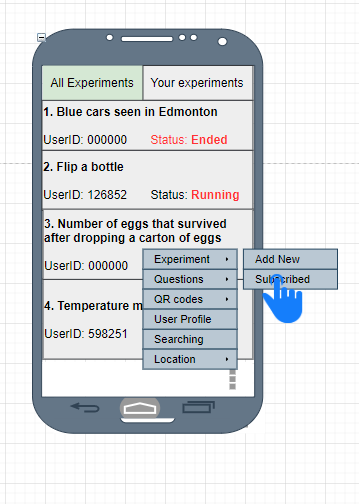 All Experiments
Your experiments
1. Blue cars seen in Edmonton
UserID: 000000
Status: Ended
2. Flip a bottle
UserID: 126852
Status: Running
3. Number of eggs that survived
after dropping a carton of eggs
UserID: 000000
4. Temperature m
UserID: 598251
Experiment
Questions
QR codes
User Profile
Searching
Location
Add New
Subscribed